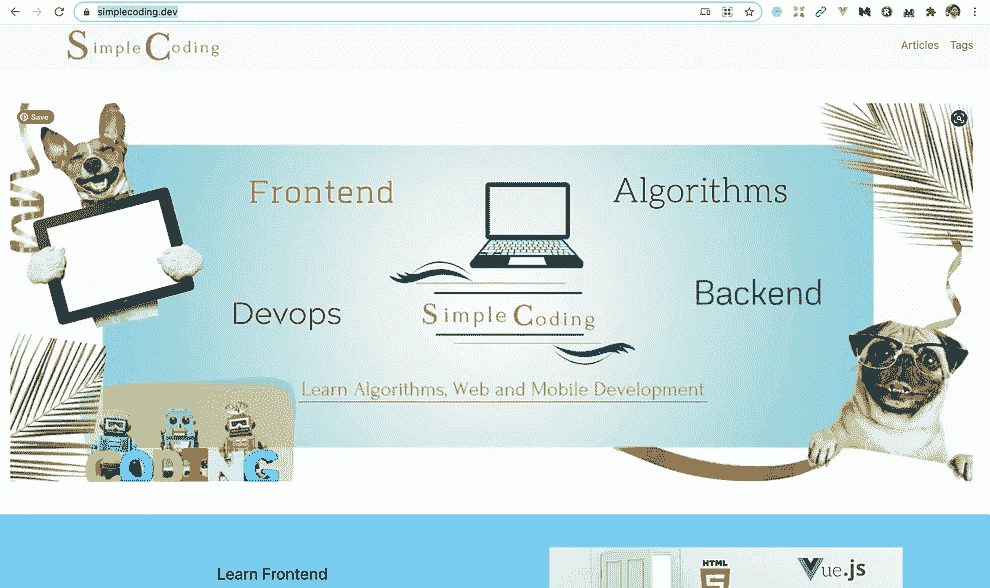 simplecoding.dev
Simple Coding
Articles Tags
Save
Frontend
Algorithms
Devops
Backend
Simple Coding
Learn Algorithms, Web and Mobile Development
CODING
Learn Frontend
HTML
Vue.js